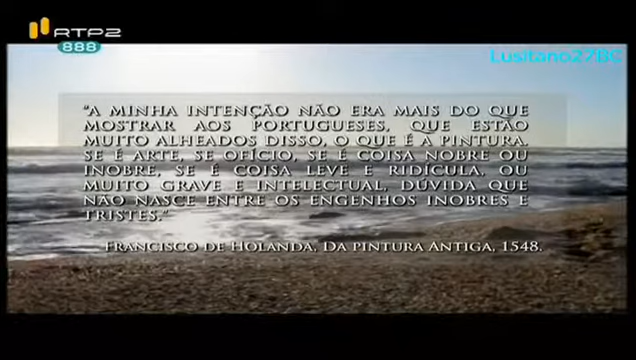 RTP2
888
Lusitano27BC
"A MINHA INTENÇÃO NÃO ERA MAIS DO QUE
MOSTRAR AOS PORTUGUESES, QUE ESTÃO
MUITO ALHEADOS DISSO, O QUE É A PINTURA.
SE É ARTE, SE OFÍCIO, SE É COISA NOBRE OU
INOBRE, SE É COISA LEVE E RIDÍCULA, OU
MUITO GRAVE E INTELECTUAL, DÚVIDA QUE
NÃO NASCE ENTRE OS ENGENHOS INOBRES E
TRISTES."
FRANCISCO DE HOLANDA, DA PINTURA ANTIGA, 1548.